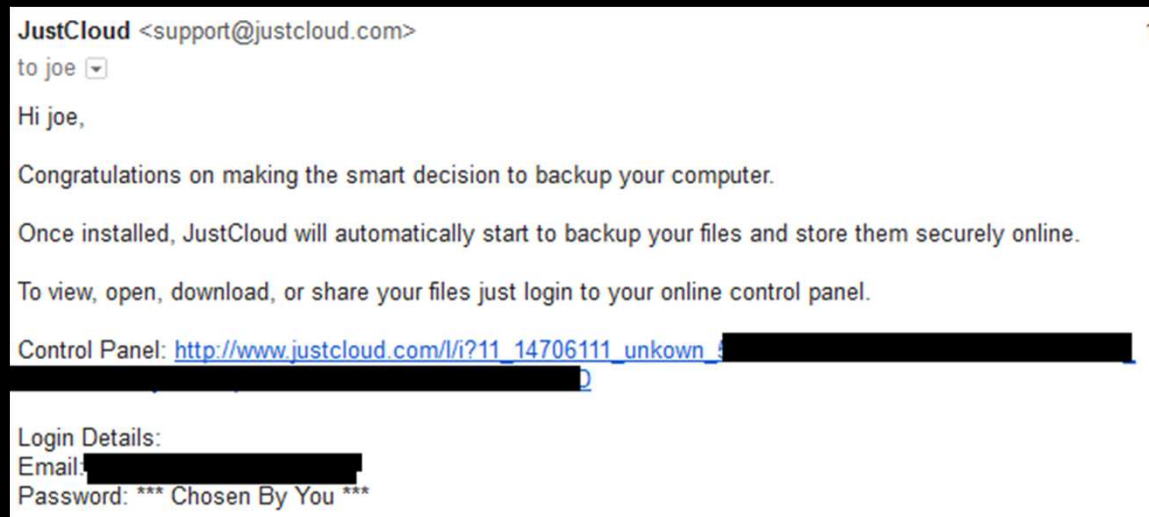 JustCloud <support@justcloud.com>
to joe
Hi joe,
Congratulations on making the smart decision to backup your computer.
Once installed, JustCloud will automatically start to backup your files and store them securely online.
To view, open, download, or share your files just login to your online control panel.
Control Panel: http://www.justcloud.com/l/i?11_14706111_unkown_
Login Details:
Email:
Password: *** Chosen By You ***